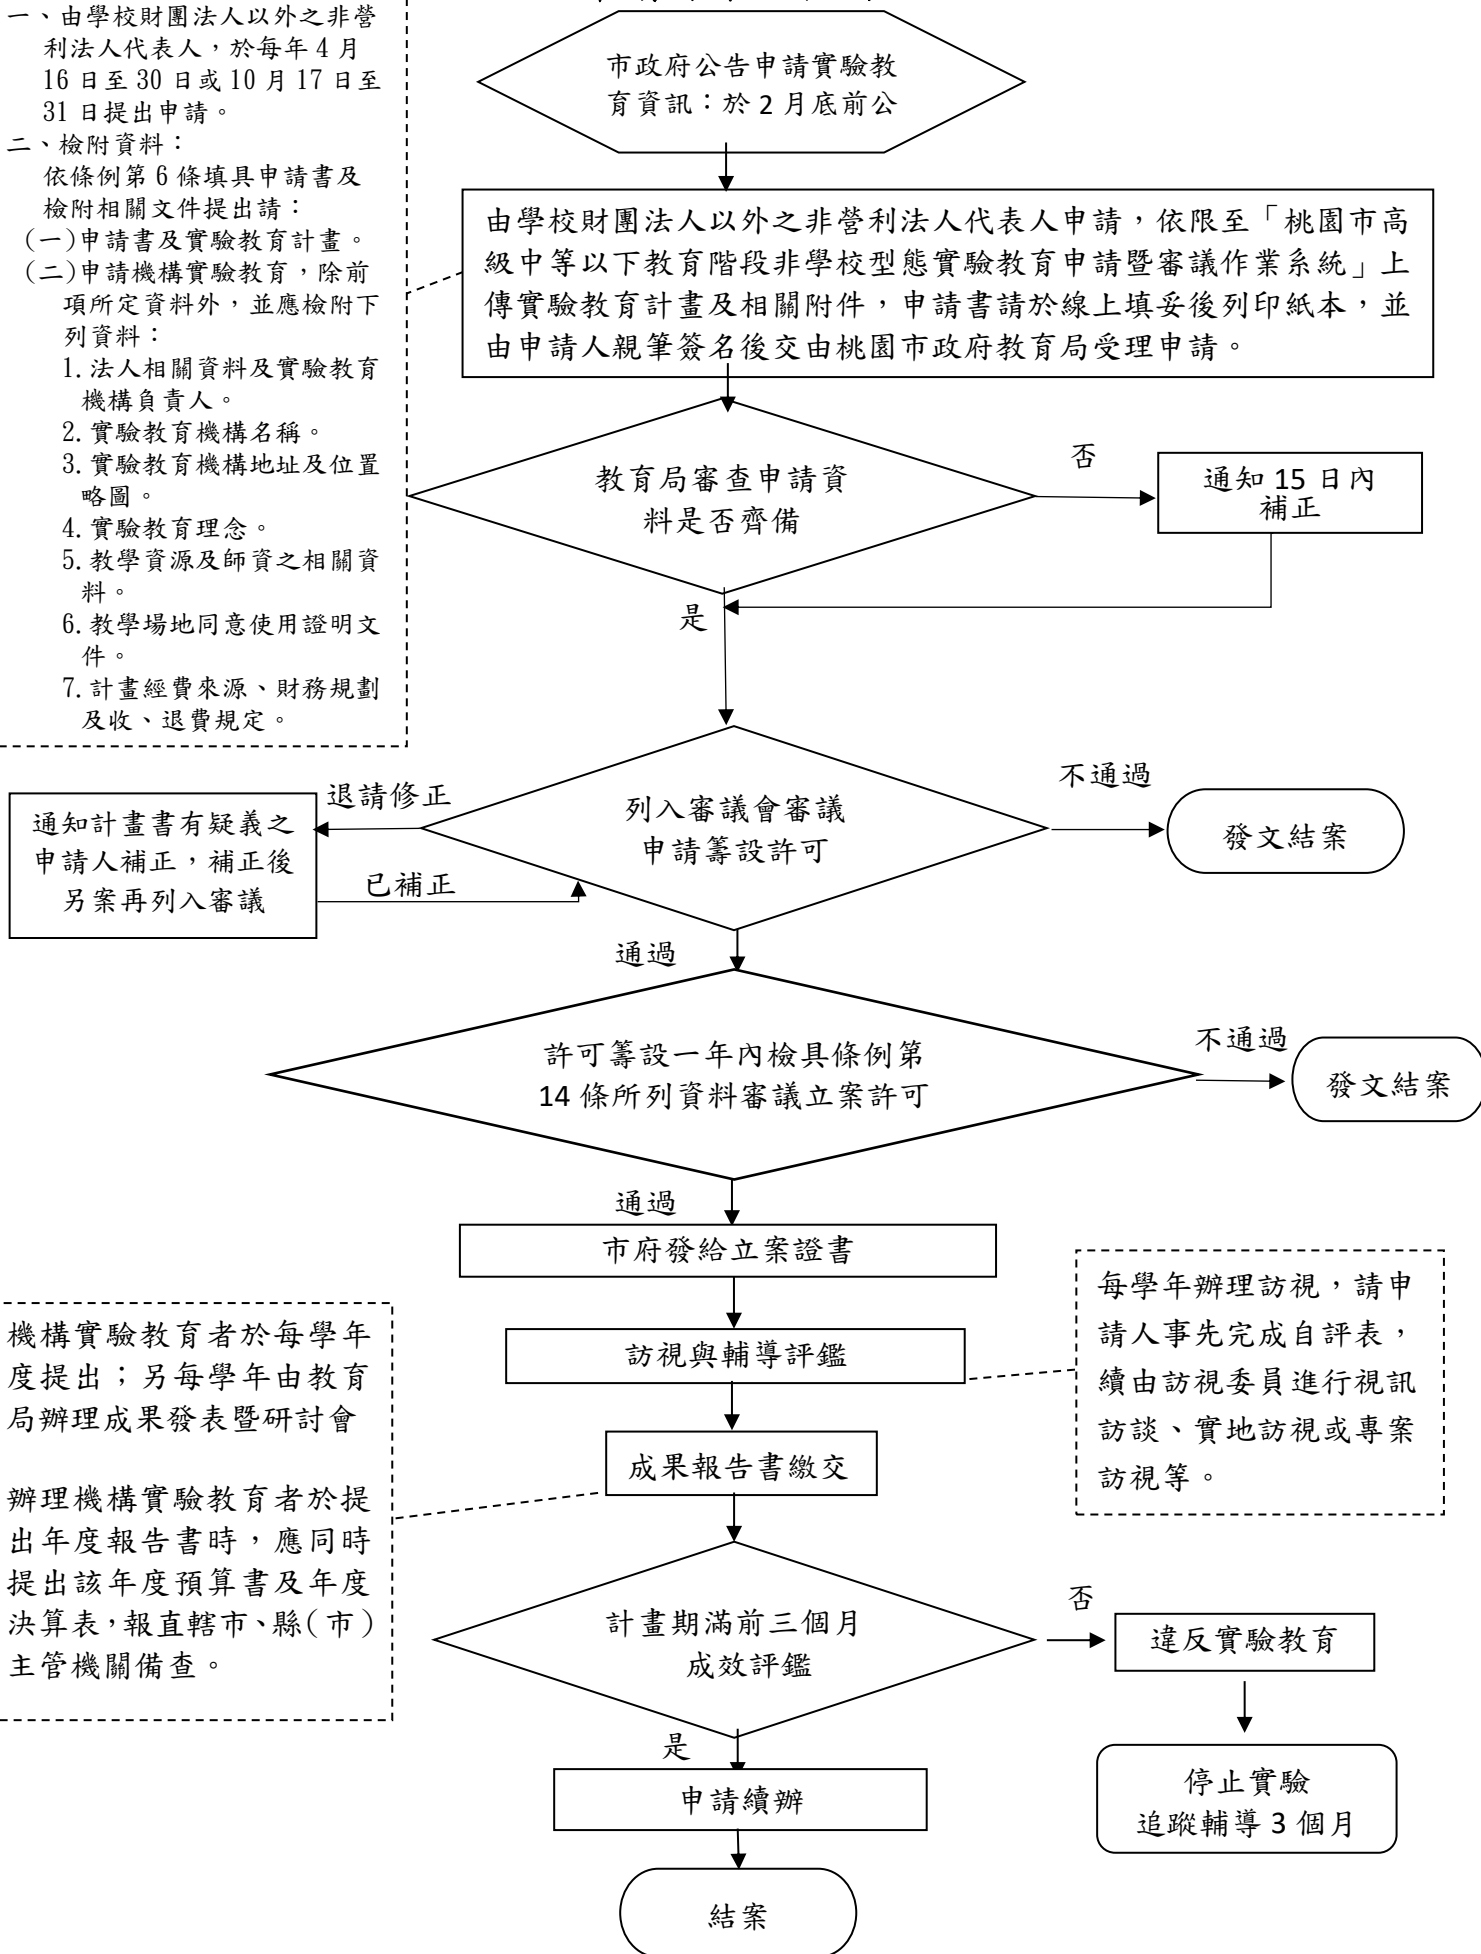 一、由學校財團法人以外之非營
利法人代表人，於每年4月
16日至30日或10月17日至
31日提出申請。
二、檢附資料：
依條例第6條填具申請書及
檢附相關文件提出請：
(一)申請書及實驗教育計畫。
(二)申請機構實驗教育，除前
項所定資料外，並應檢附下
列資料：
1.法人相關資料及實驗教育
機構負責人。
2.實驗教育機構名稱。
3.實驗教育機構地址及位置
略圖。
4.實驗教育理念。
5.教學資源及師資之相關資
料。
6.教學場地同意使用證明文
件。
7.計畫經費來源、財務規劃
及收、退費規定。
市政府公告申請實驗教
育資訊：於2月底前公
由學校財團法人以外之非營利法人代表人申請，依限至「桃園市高
級中等以下教育階段非學校型態實驗教育申請暨審議作業系統」上
傳實驗教育計畫及相關附件，申請書請於線上填妥後列印紙本，並
由申請人親筆簽名後交由桃園市政府教育局受理申請。
教育局審查申請資
料是否齊備
否
通知15日內
補正
是
列入審議會審議
申請籌設許可
退請修正
通知計畫書有疑義之
申請人補正，補正後
另案再列入審議
已補正
不通過
發文結案
通過
許可籌設一年內檢具條例第
14條所列資料審議立案許可
不通過
發文結案
通過
市府發給立案證書
訪視與輔導評鑑
每學年辦理訪視，請申
請人事先完成自評表，
續由訪視委員進行視訊
訪談、實地訪視或專案
訪視等。
成果報告書繳交
機構實驗教育者於每學年
度提出；另每學年由教育
局辦理成果發表暨研討會
辦理機構實驗教育者於提
出年度報告書時，應同時
提出該年度預算書及年度
決算表，報直轄市、縣（市）
主管機關備查。
計畫期滿前三個月
成效評鑑
否
違反實驗教育
停止實驗
追蹤輔導3個月
是
申請續辦
結案